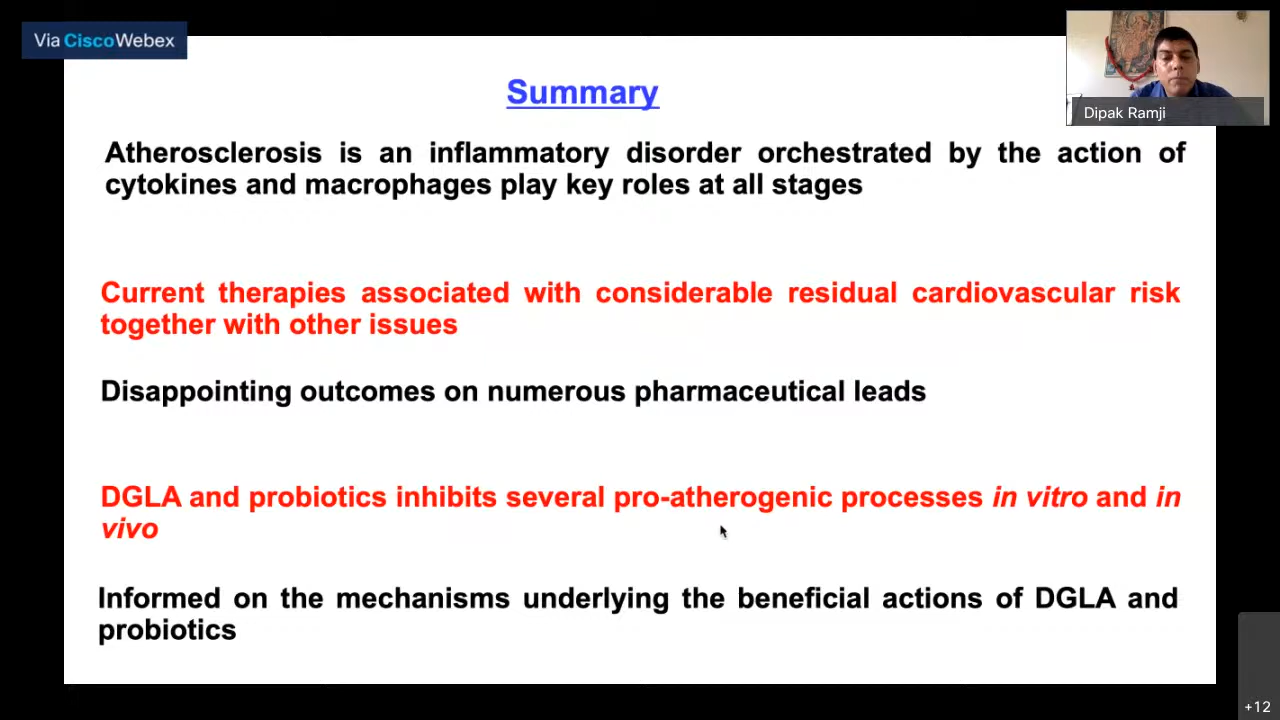 Via Cisco Webex
Dipak Ramji
Summary
Atherosclerosis is an inflammatory disorder orchestrated by the action of
cytokines and macrophages play key roles at all stages
Current therapies associated with considerable residual cardiovascular risk
together with other issues
Disappointing outcomes on numerous pharmaceutical leads
DGLA and probiotics inhibits several pro-atherogenic processes in vitro and in
vivo
Informed on the mechanisms underlying the beneficial actions of DGLA and
probiotics
+12